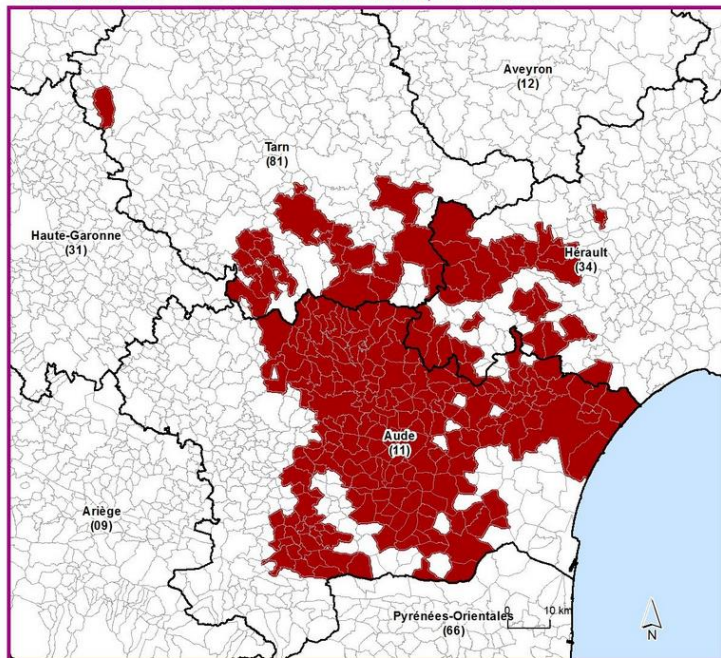 Aveyron
(12)
Tarn
(81)
Haute-Garonne
(31)
Hérault
(34)
Aude
(11)
Ariège
(09)
Pyrénées-Orientales
(66)
0 10 km
N